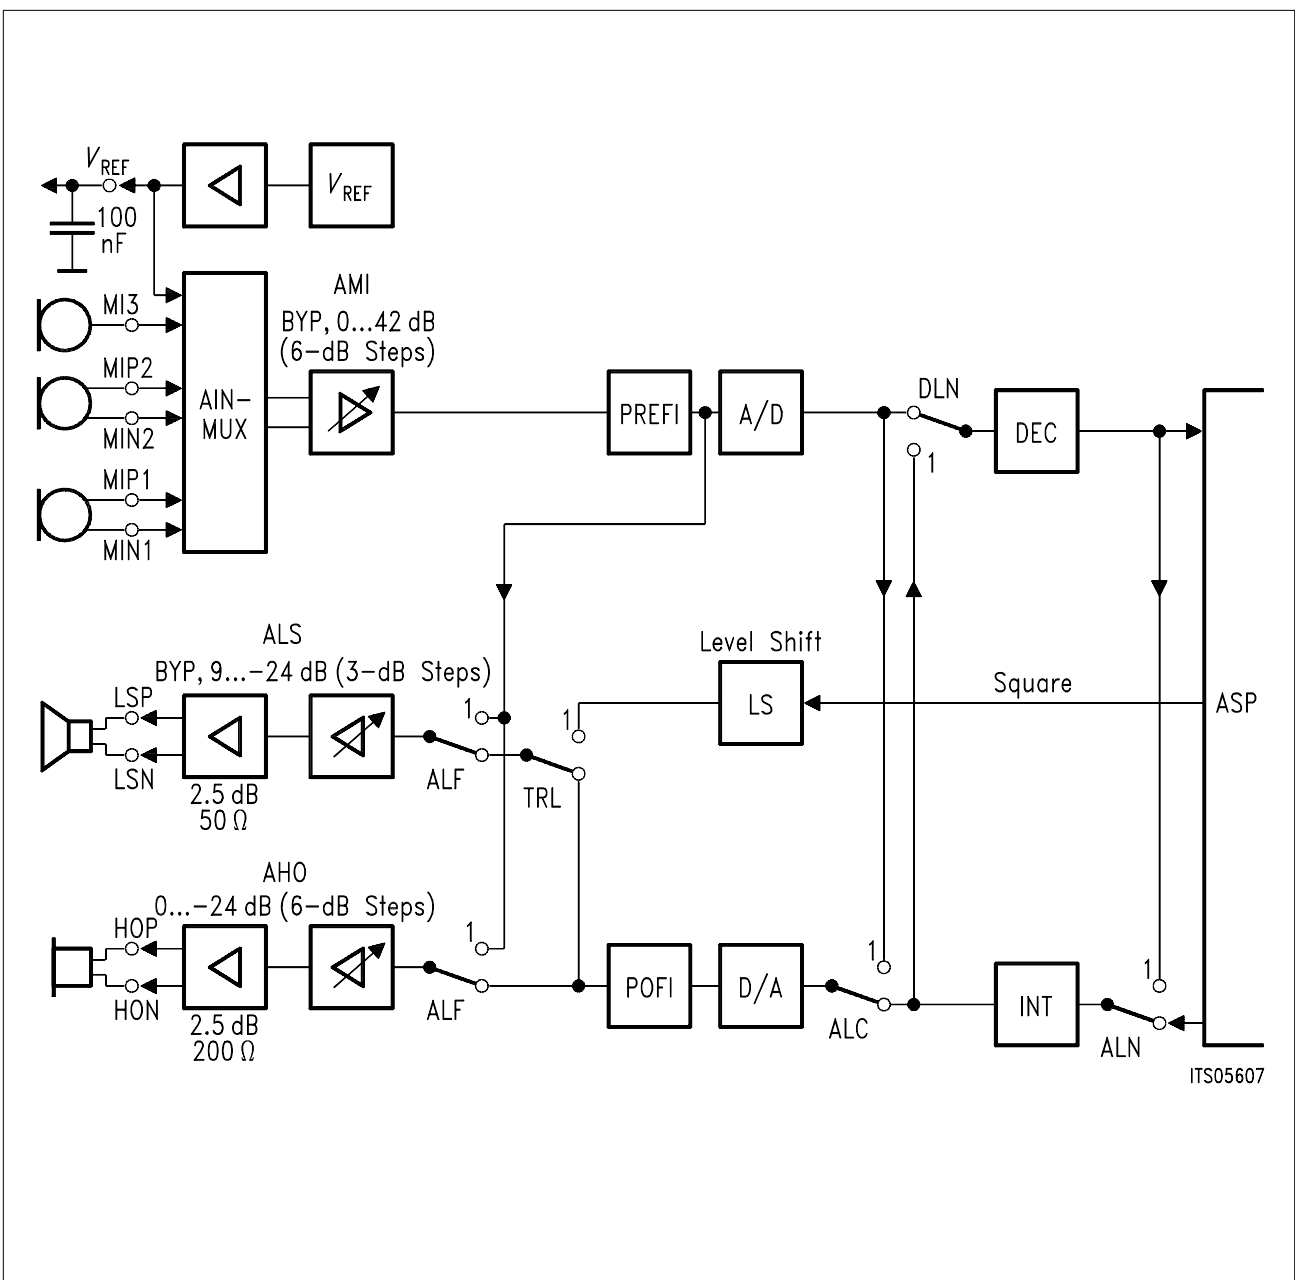 VREF
VREF
100
nF
AMI
MI3
BYP, 0...42 dB
(6-dB Steps)
MIP2
AIN-
MUX
MIN2
PREFI
A/D
DLN
DEC
1
MIP1
MIN1
ALS
BYP, 9...-24 dB (3-dB Steps)
Level Shift
LS
Square
ASP
LSP
LSN
1
1
ALF
TRL
2.5 dB
50 Ω
AHO
0...-24 dB (6-dB Steps)
HOP
HON
1
ALF
POFI
D/A
1
ALC
INT
1
ALN
2.5 dB
200 Ω
ITS05607